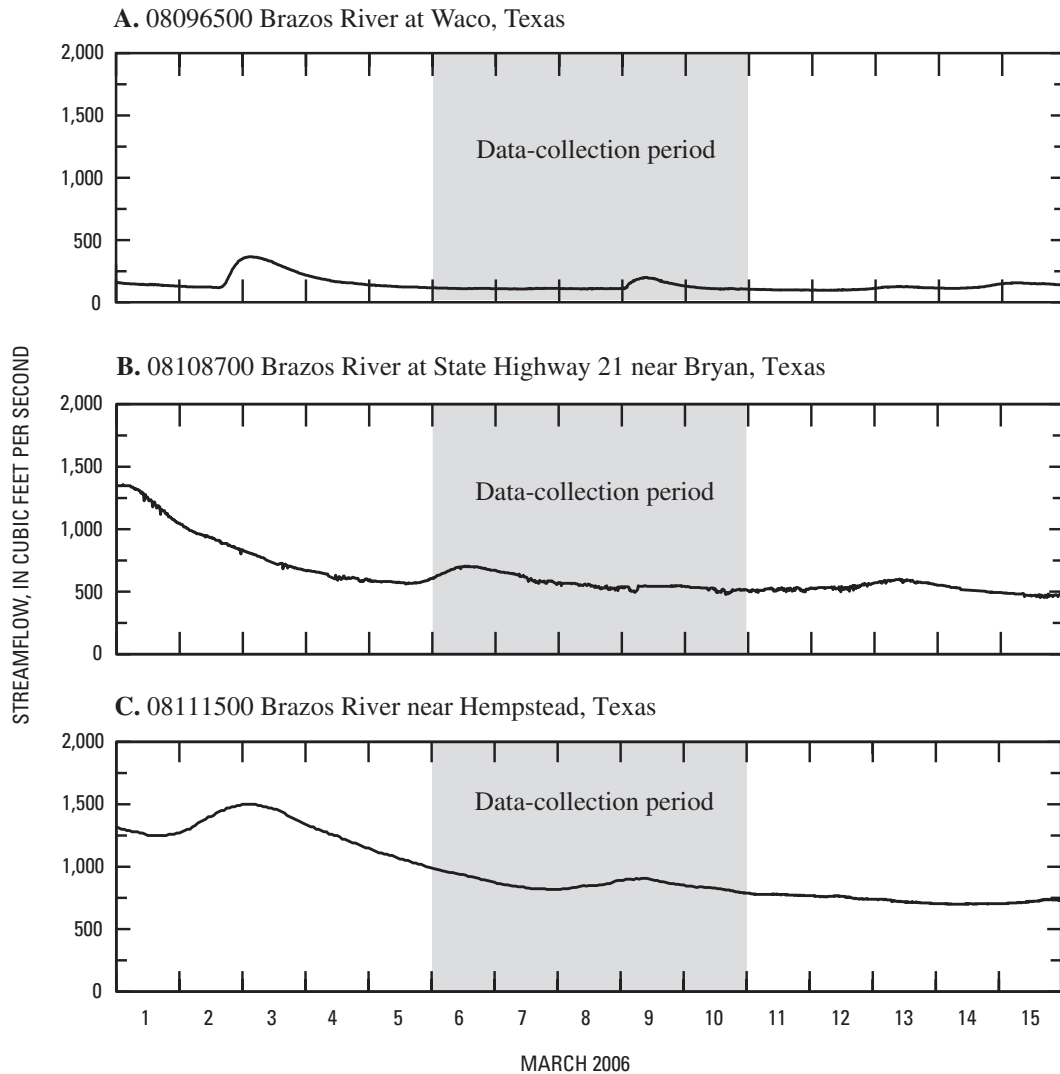 A. 08096500 Brazos River at Waco, Texas
2,000
1,500
1,000
500
0
Data-collection period
B. 08108700 Brazos River at State Highway 21 near Bryan, Texas
2,000
1,500
1,000
500
0
Data-collection period
STREAMFLOW, IN CUBIC FEET PER SECOND
C. 08111500 Brazos River near Hempstead, Texas
2,000
1,500
1,000
500
0
Data-collection period
1 2 3 4 5 6 7 8 9 10 11 12 13 14 15
MARCH 2006